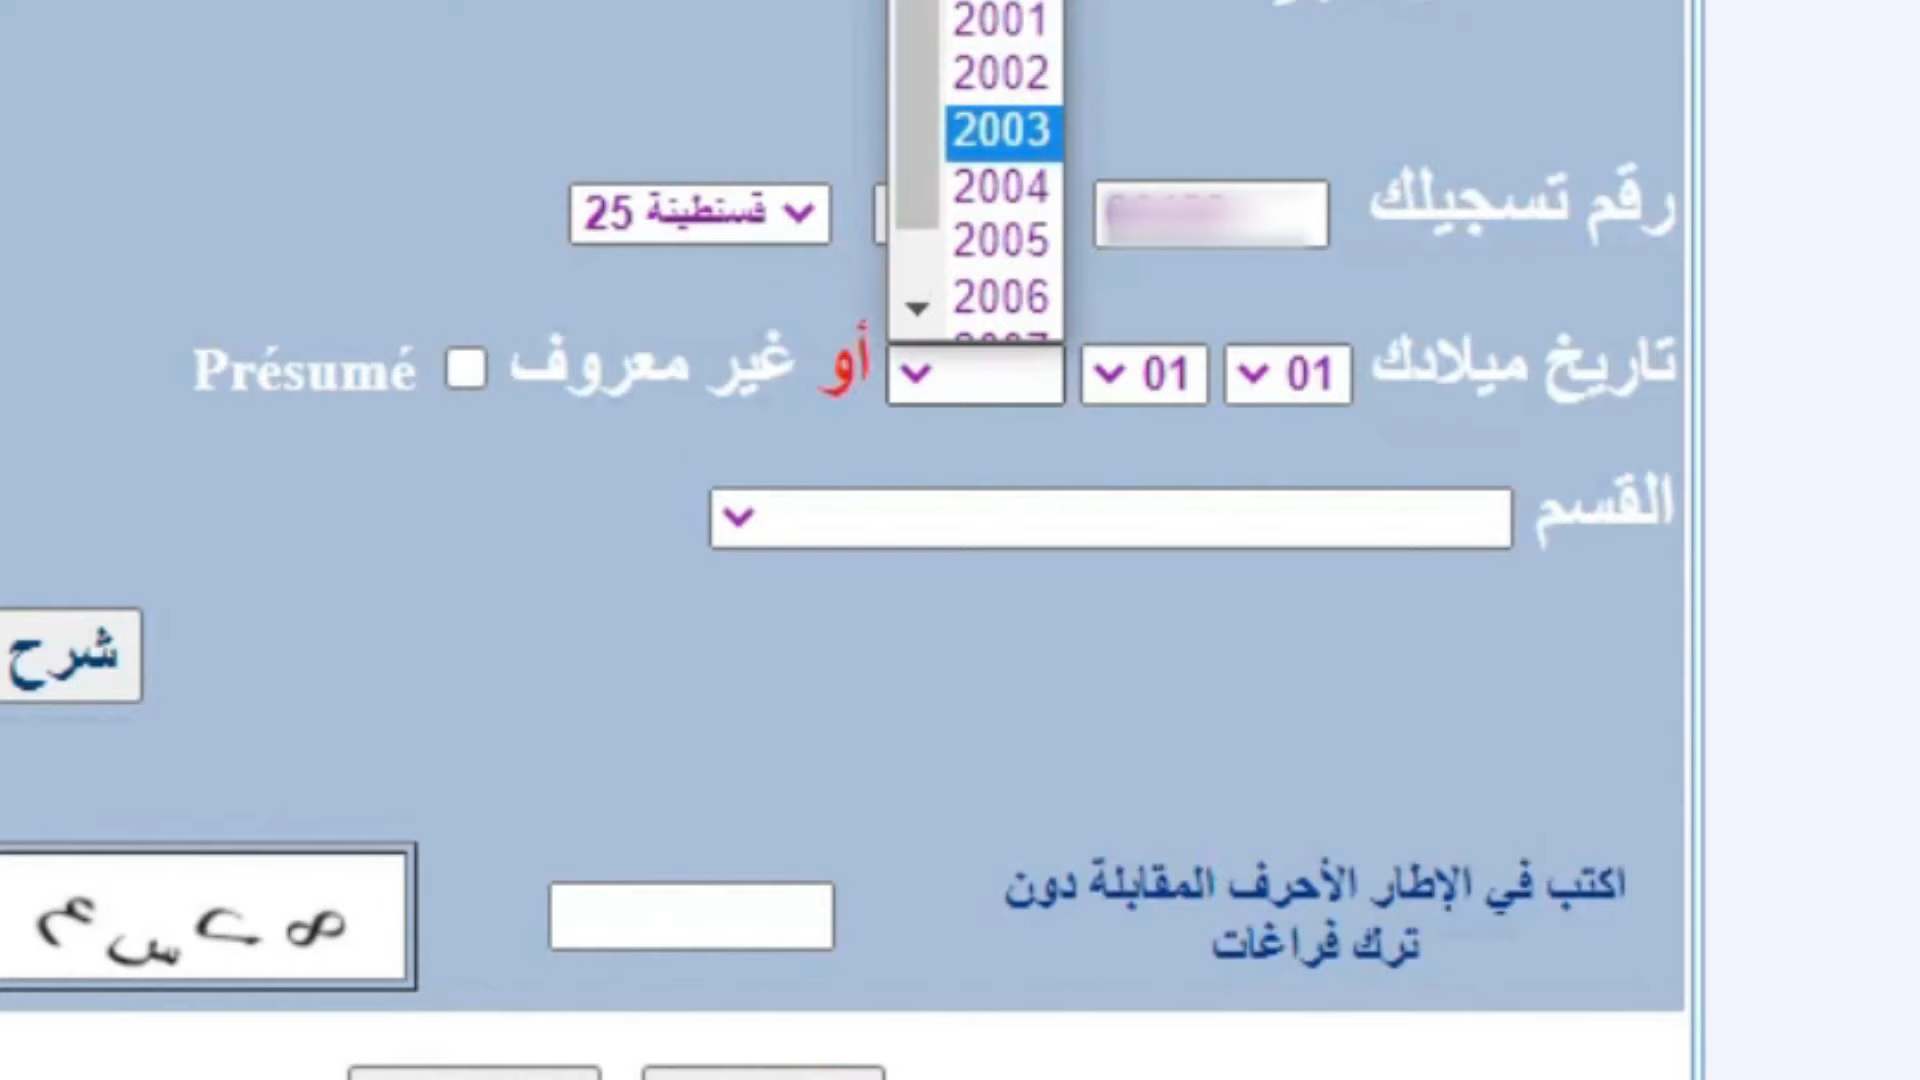 2001
2002
2003
2004
2005
2006
2007
رقم تسجيلك
قسنطينة 25
تاريخ ميلادك 01 01 أو غير معروف Présumé
القسم
شرح
اكتب في الإطار الأحرف المقابلة دون
ترك فراغات